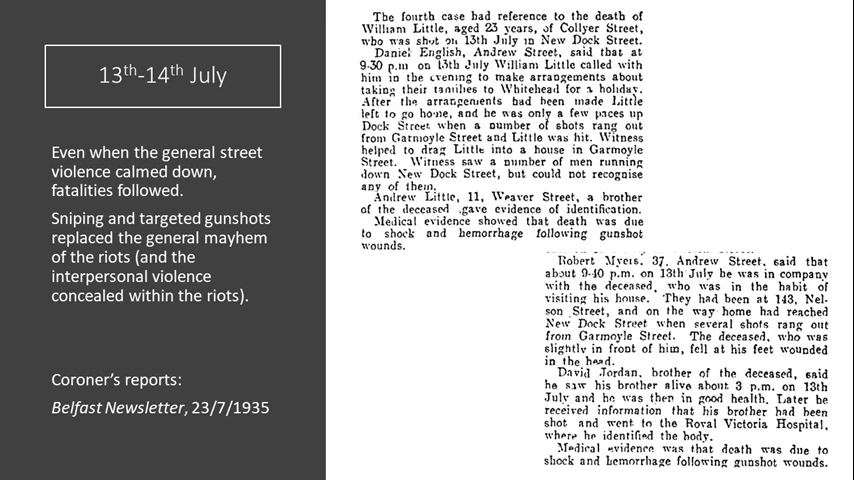 13th-14th July
Even when the general street
violence calmed down,
fatalities followed.
Sniping and targeted gunshots
replaced the general mayhem
of the riots (and the
interpersonal violence
concealed within the riots).
Coroner's reports:
Belfast Newsletter, 23/7/1935
The fourth case had reference to the death of
William Little, aged 23 years, of Collyer Street,
who was shot on 13th July in New Dock Street.
Daniel English, Andrew Street, said that at
9-30 p.m on 13th July William Little called with
him in the evening to make arrangements about
taking their families to Whitehead for a holiday.
After the arrangements had been made Little
left to go home, and he was only a few paces up
Dock Street when a number of shots rang out
from Garmoyle Street and Little was hit. Witness
helped to drag Little into a house in Garmoyle
Street. Witness saw a number of men running
down New Dock Street, but could not recognise
any of them.
Andrew Little, 11, Weaver Street, a brother
of the deceased ,gave evidence of identification.
Medical evidence showed that death was due
to shock and hemorrhage following gunshot
wounds.
Robert Myers, 37, Andrew Street, said that
about 9-40 p.m. on 13th July he was in company
with the deceased, who was in the habit of
visiting his house. They had been at 143, Nel-
son Street, and on the way home had reached
New Dock Street when several shots rang out
from Garmoyle Street. The deceased, who was
slightly in front of him, fell at his feet wounded
in the head.
David Jordan, brother of the deceased, said
he saw his brother alive about 3 p.m. on 13th
July and he was then in good health. Later he
received information that his brother had been
shot and went to the Royal Victoria Hospital,
where he identified the body.
Medical evidence was that death was due to
shock and hemorrhage following gunshot wounds.